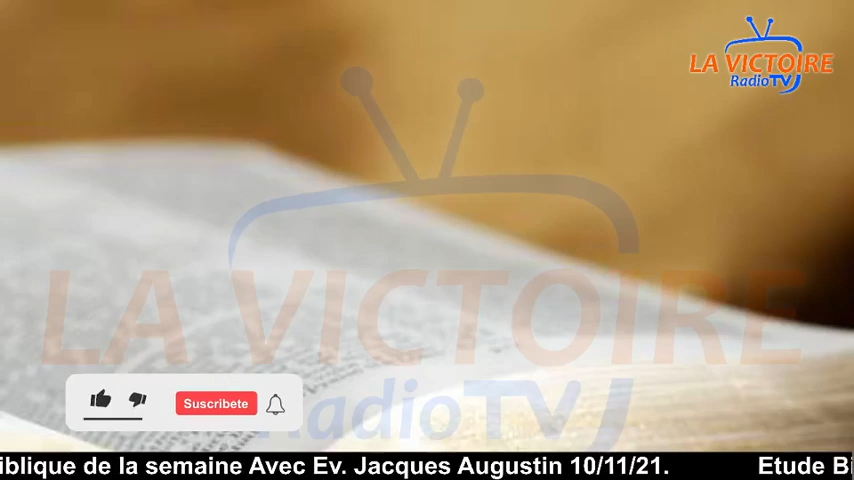 LA VICTOIRE
RadioTV
LA VICTOIRE
RadioTV
Suscribete
iblique de la semaine Avec Ev. Jacques Augustin 10/11/21. Etude Bi